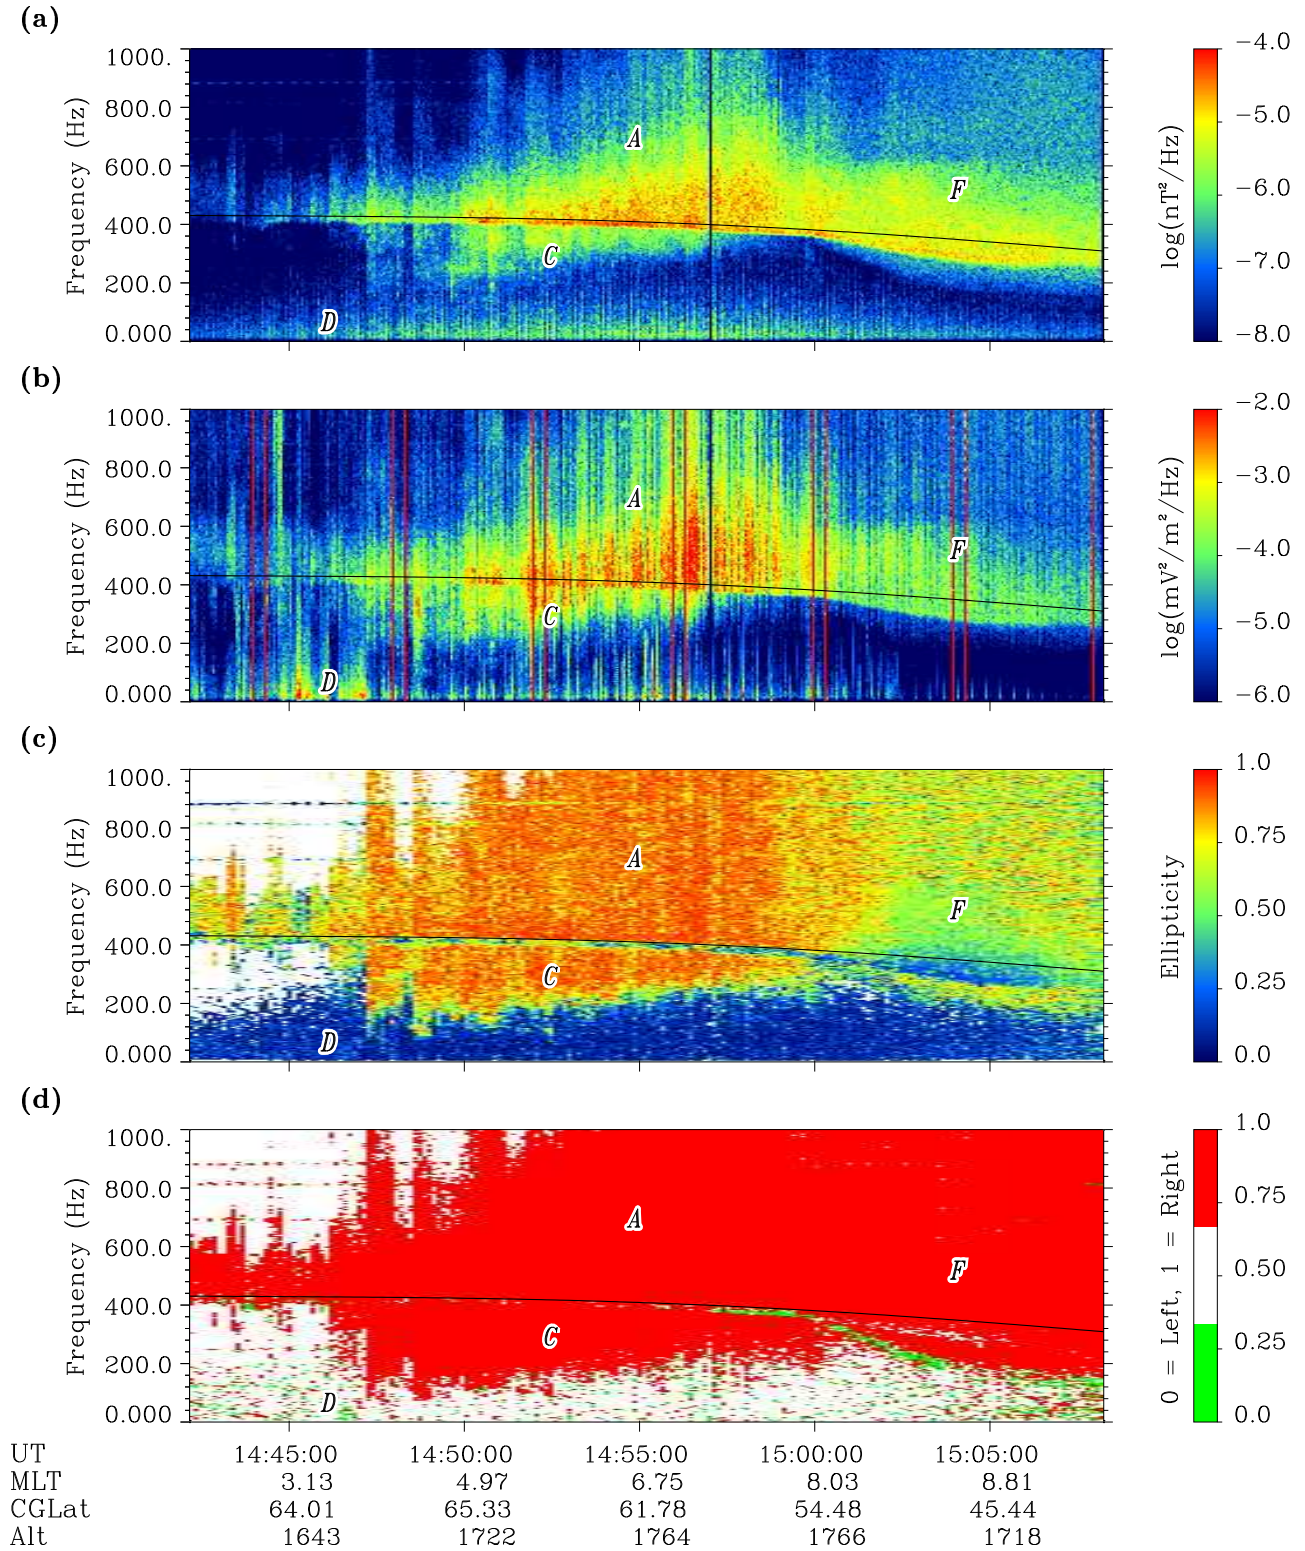 (a)
1000.
800.0
600.0
400.0
200.0
0.000
Frequency (Hz)
A
C
D
F
-4.0
-5.0
-6.0
-7.0
-8.0
log(nT²/Hz)
(b)
1000.
800.0
600.0
400.0
200.0
0.000
Frequency (Hz)
A
C
D
F
-2.0
-3.0
-4.0
-5.0
-6.0
log(mV²/m²/Hz)
(c)
1000.
800.0
600.0
400.0
200.0
0.000
Frequency (Hz)
A
C
D
F
1.0
0.75
0.50
0.25
0.0
Ellipticity
(d)
1000.
800.0
600.0
400.0
200.0
0.000
Frequency (Hz)
A
C
D
F
1.0
0.75
0.50
0.25
0.0
0 = Left, 1 = Right
UT 14:45:00 14:50:00 14:55:00 15:00:00 15:05:00
MLT 3.13 4.97 6.75 8.03 8.81
CGLat 64.01 65.33 61.78 54.48 45.44
Alt 1643 1722 1764 1766 1718